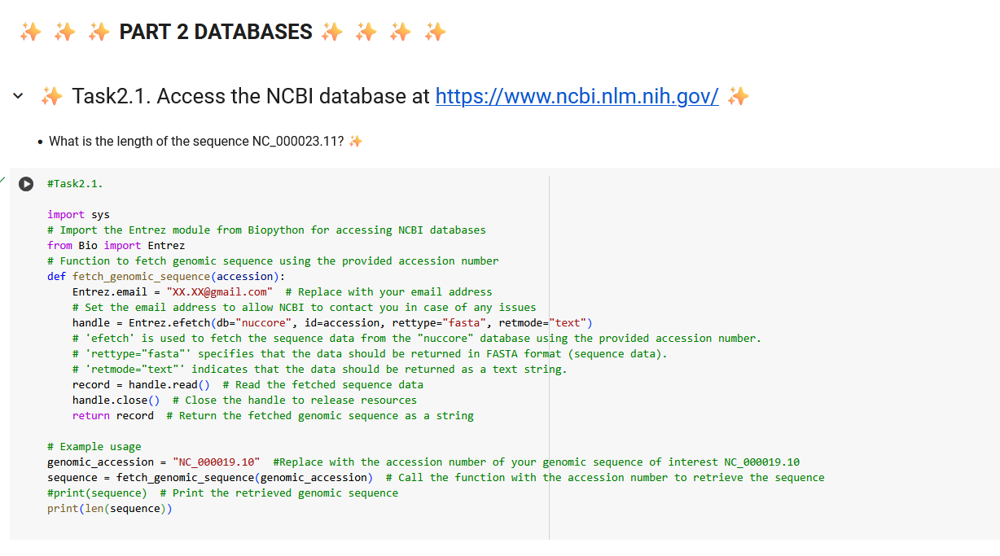 ✨ ✨ ✨ PART 2 DATABASES ✨ ✨ ✨ ✨
✨ Task2.1. Access the NCBI database at https://www.ncbi.nlm.nih.gov/ ✨
• What is the length of the sequence NC_000023.11? ✨
#Task2.1.
import sys
# Import the Entrez module from Biopython for accessing NCBI databases
from Bio import Entrez
# Function to fetch genomic sequence using the provided accession number
def fetch_genomic_sequence(accession):
    Entrez.email = "XX.XX@gmail.com"  # Replace with your email address
    # Set the email address to allow NCBI to contact you in case of any issues
    handle = Entrez.efetch(db="nuccore", id=accession, rettype="fasta", retmode="text")
    # 'efetch' is used to fetch the sequence data from the "nuccore" database using the provided accession number.
    # 'rettype="fasta"' specifies that the data should be returned in FASTA format (sequence data).
    # 'retmode="text"' indicates that the data should be returned as a text string.
    record = handle.read()  # Read the fetched sequence data
    handle.close()  # Close the handle to release resources
    return record  # Return the fetched genomic sequence as a string
# Example usage
genomic_accession = "NC_000019.10"  #Replace with the accession number of your genomic sequence of interest NC_000019.10
sequence = fetch_genomic_sequence(genomic_accession)  # Call the function with the accession number to retrieve the sequence
#print(sequence)  # Print the retrieved genomic sequence
print(len(sequence))